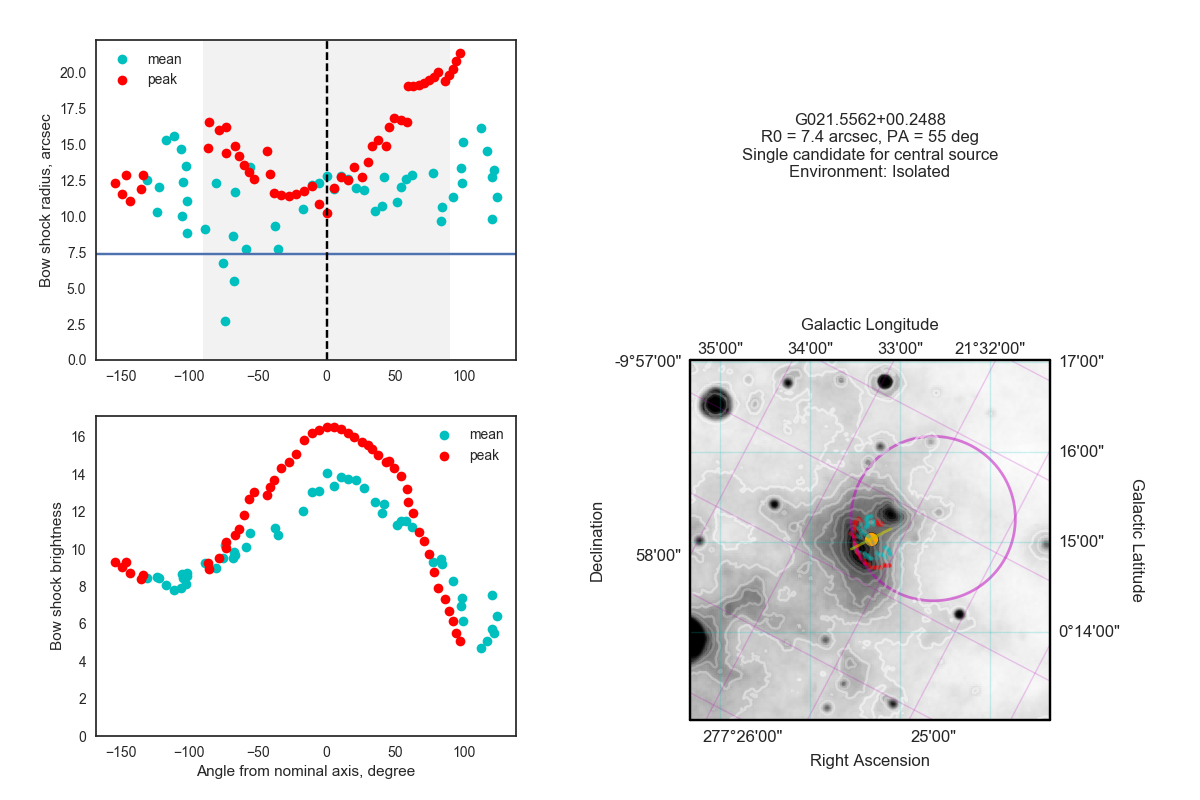 mean
peak
20.0
17.5
15.0
12.5
10.0
7.5
5.0
2.5
0.0
Bow shock radius, arcsec
−150
−100
−50
0
50
100
G021.5562+00.2488
R0 = 7.4 arcsec, PA = 55 deg
Single candidate for central source
Environment: Isolated
mean
peak
16
14
12
10
8
6
4
2
0
Bow shock brightness
−150
−100
−50
0
50
100
Angle from nominal axis, degree
Galactic Longitude
35'00"
34'00"
33'00"
21°32'00"
-9°57'00"
58'00"
Declination
17'00"
16'00"
15'00"
0°14'00"
Galactic Latitude
277°26'00"
25'00"
Right Ascension